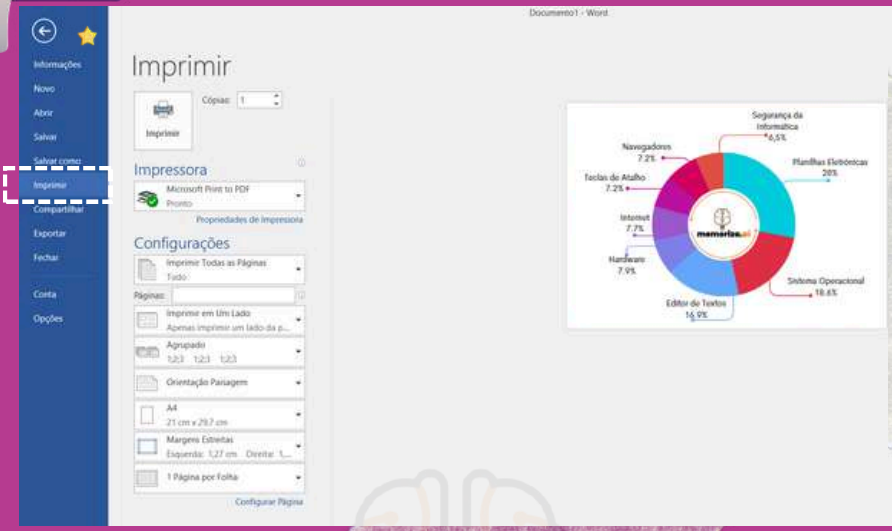 Documento1 - Word
Informações
Novo
Abrir
Salvar
Salvar como
Imprimir
Compartilhar
Exportar
Fechar
Conta
Opções
Imprimir
Cópias: 1
Imprimir
Impressora
Microsoft Print to PDF
Pronto
Propriedades de Impressora
Configurações
Imprimir Todas as Páginas
Tudo
Páginas:
Imprimir em Um Lado
Apenas imprimir um lado da p...
Agrupado
1;2;3 1;2;3 1;2;3
Orientação Paisagem
A4
21 cm x 29,7 cm
Margens Estreitas
Esquerda: 1,27 cm Direita: 1,...
1 Página por Folha
Configurar Página
Segurança da
Informática
6,5%
Navegadores
7.2%
Planilhas Eletrônicas
28%
Teclas de Atalho
7.2%
Internet
7.7%
memorize.ai
Hardware
7.9%
Sistema Operacional
18.6%
Editor de Textos
16.9%